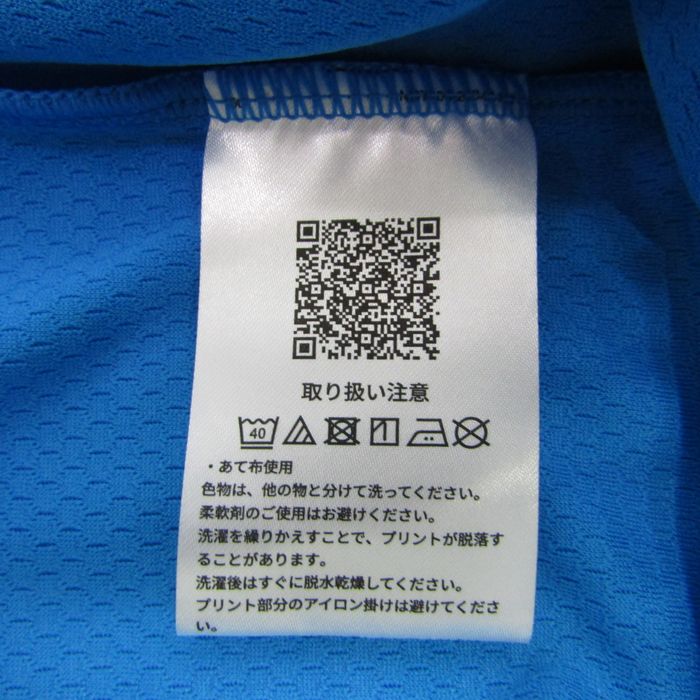 取り扱い注意
40
・あて布使用
色物は、他の物と分けて洗ってください。
柔軟剤のご使用はお避けください。
洗濯を繰りかえすことで、プリントが脱落す
ることがあります。
洗濯後はすぐに脱水乾燥してください。
プリント部分のアイロン掛けは避けてくださ
い。